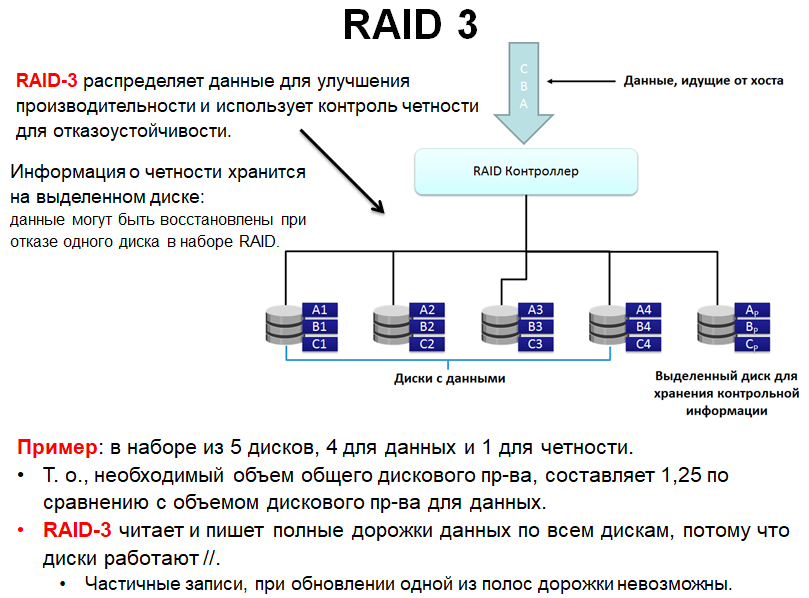 RAID 3
RAID-3 распределяет данные для улучшения
производительности и использует контроль четности
для отказоустойчивости.
С
В
А
Данные, идущие от хоста
Информация о четности хранится
на выделенном диске:
данные могут быть восстановлены при
отказе одного диска в наборе RAID.
RAID Контроллер
A1 A2 A3 A4 AP
B1 B2 B3 B4 BP
C1 C2 C3 C4 CP
Диски с данными
Выделенный диск для
хранения контрольной
информации
Пример: в наборе из 5 дисков, 4 для данных и 1 для четности.
• Т. о., необходимый объем общего дискового пр-ва, составляет 1,25 по
сравнению с объемом дискового пр-ва для данных.
• RAID-3 читает и пишет полные дорожки данных по всем дискам, потому что
диски работают //.
• Частичные записи, при обновлении одной из полос дорожки невозможны.